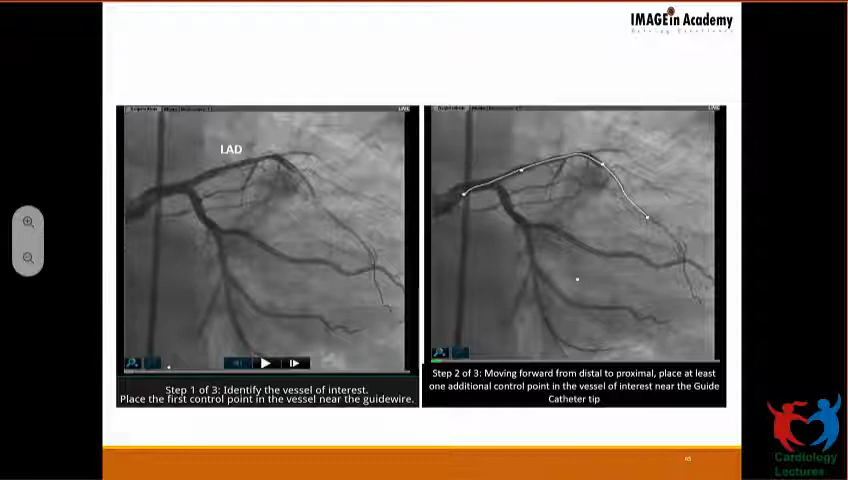 IMAGEin Academy
LAD
Step 1 of 3: Identify the vessel of interest.
Place the first control point in the vessel near the guidewire.
Step 2 of 3: Moving forward from distal to proximal, place at least
one additional control point in the vessel of interest near the Guide
Catheter tip
Cardiology
Lectures